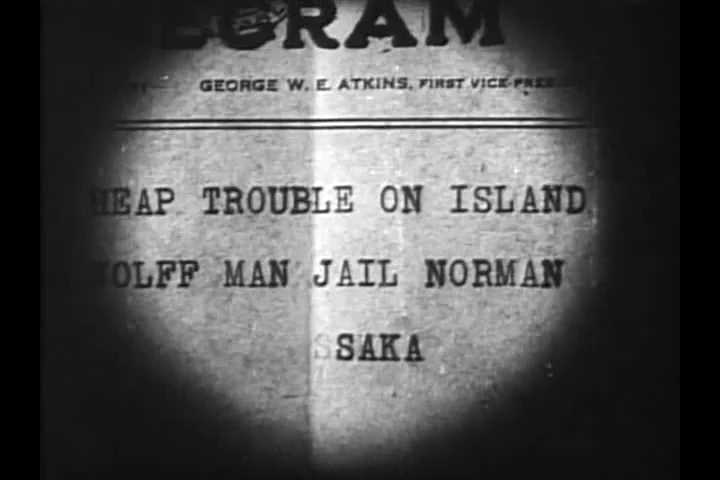 EGRAM
GEORGE W. E. ATKINS, FIRST VICE-PRES
HEAP TROUBLE ON ISLAND
WOLFF MAN JAIL NORMAN
SAKA